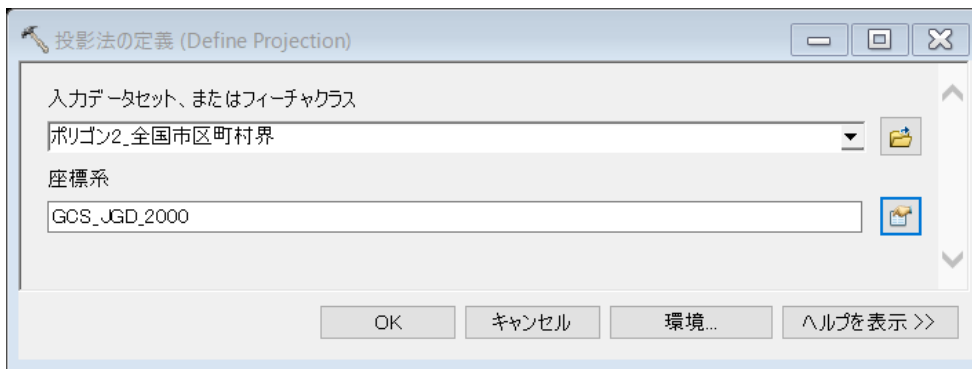 投影法の定義 (Define Projection)
入力データセット、またはフィーチャクラス
ポリゴン2_全国市区町村界
座標系
GCS_JGD_2000
OK キャンセル 環境... ヘルプを表示 >>